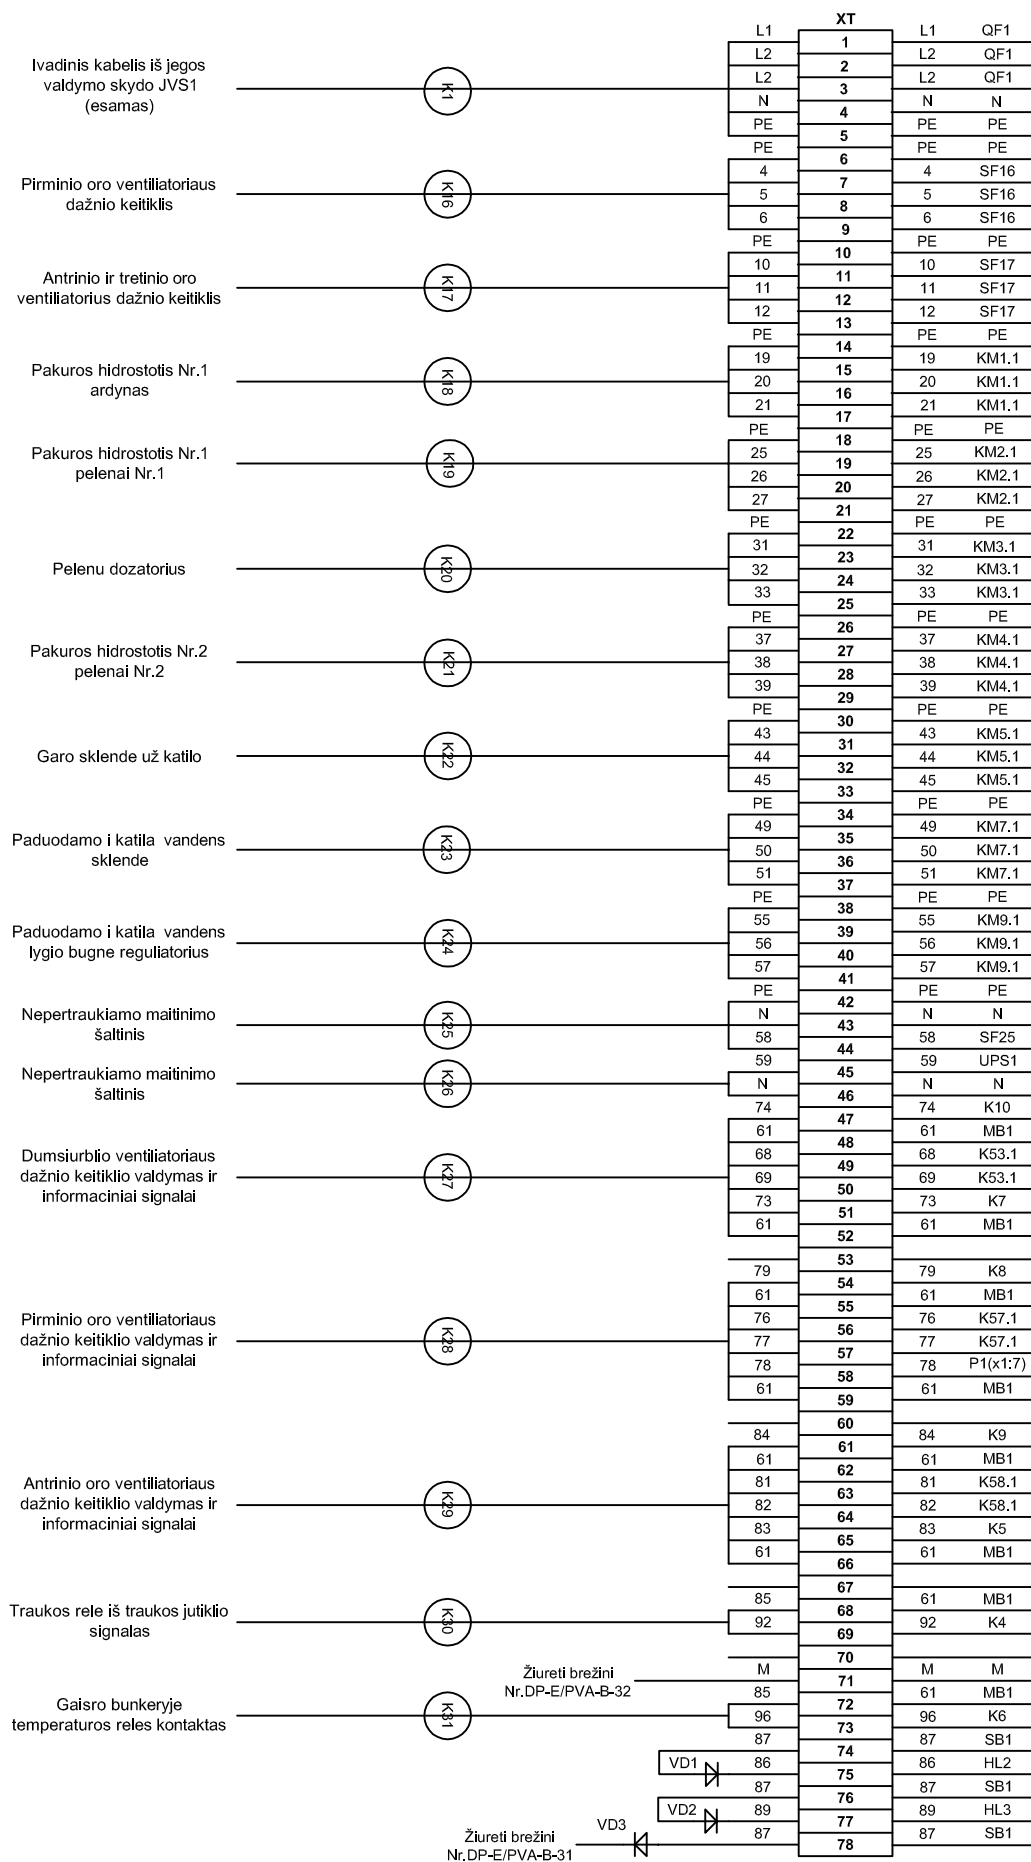 XT
L1 1 L1 QF1
L2 2 L2 QF1
L2 3 L2 QF1
N 4 N N
PE 5 PE PE
Ivadinis kabelis iš jegos
valdymo skydo JVS1
(esamas)
K1
PE 6 PE PE
4 7 4 SF16
5 8 5 SF16
6 9 6 SF16
Pirminio oro ventiliatoriaus
dažnio keitiklis
K16
PE 10 PE PE
10 11 10 SF17
11 12 11 SF17
12 13 12 SF17
Antrinio ir tretinio oro
ventiliatorius dažnio keitiklis
K17
PE 14 PE PE
19 15 19 KM1.1
20 16 20 KM1.1
21 17 21 KM1.1
Pakuros hidrostotis Nr.1
ardynas
K18
PE 18 PE PE
25 19 25 KM2.1
26 20 26 KM2.1
27 21 27 KM2.1
Pakuros hidrostotis Nr.1
pelenai Nr.1
K19
PE 22 PE PE
31 23 31 KM3.1
32 24 32 KM3.1
33 25 33 KM3.1
Pelenu dozatorius
K20
PE 26 PE PE
37 27 37 KM4.1
38 28 38 KM4.1
39 29 39 KM4.1
Pakuros hidrostotis Nr.2
pelenai Nr.2
K21
PE 30 PE PE
43 31 43 KM5.1
44 32 44 KM5.1
45 33 45 KM5.1
Garo sklende už katilo
K22
PE 34 PE PE
49 35 49 KM7.1
50 36 50 KM7.1
51 37 51 KM7.1
Paduodamo i katila vandens
sklende
K23
PE 38 PE PE
55 39 55 KM9.1
56 40 56 KM9.1
57 41 57 KM9.1
Paduodamo i katila vandens
lygio bugne reguliatorius
K24
PE 42 PE PE
N 43 N N
58 44 58 SF25
Nepertraukiamo maitinimo
šaltinis
K25
59 45 59 UPS1
N 46 N N
Nepertraukiamo maitinimo
šaltinis
K26
74 47 74 K10
61 48 61 MB1
68 49 68 K53.1
69 50 69 K53.1
73 51 73 K7
61 52 61 MB1
Dumsiurblio ventiliatoriaus
dažnio keitiklio valdymas ir
informaciniai signalai
K27
53
79 54 79 K8
61 55 61 MB1
76 56 76 K57.1
77 57 77 K57.1
78 58 78 P1(x1:7)
61 59 61 MB1
Pirminio oro ventiliatoriaus
dažnio keitiklio valdymas ir
informaciniai signalai
K28
60
84 61 84 K9
61 62 61 MB1
81 63 81 K58.1
82 64 82 K58.1
83 65 83 K5
61 66 61 MB1
Antrinio oro ventiliatoriaus
dažnio keitiklio valdymas ir
informaciniai signalai
K29
67
85 68 61 MB1
92 69 92 K4
Traukos rele iš traukos jutiklio
signalas
K30
70
M 71 M M
Žiureti brežini
Nr.DP-E/PVA-B-32
85 72 61 MB1
96 73 96 K6
Gaisro bunkeryje
temperaturos reles kontaktas
K31
87 74 87 SB1
VD1 86 75 86 HL2
87 76 87 SB1
VD2 89 77 89 HL3
VD3 87 78 87 SB1
Žiureti brežini
Nr.DP-E/PVA-B-31